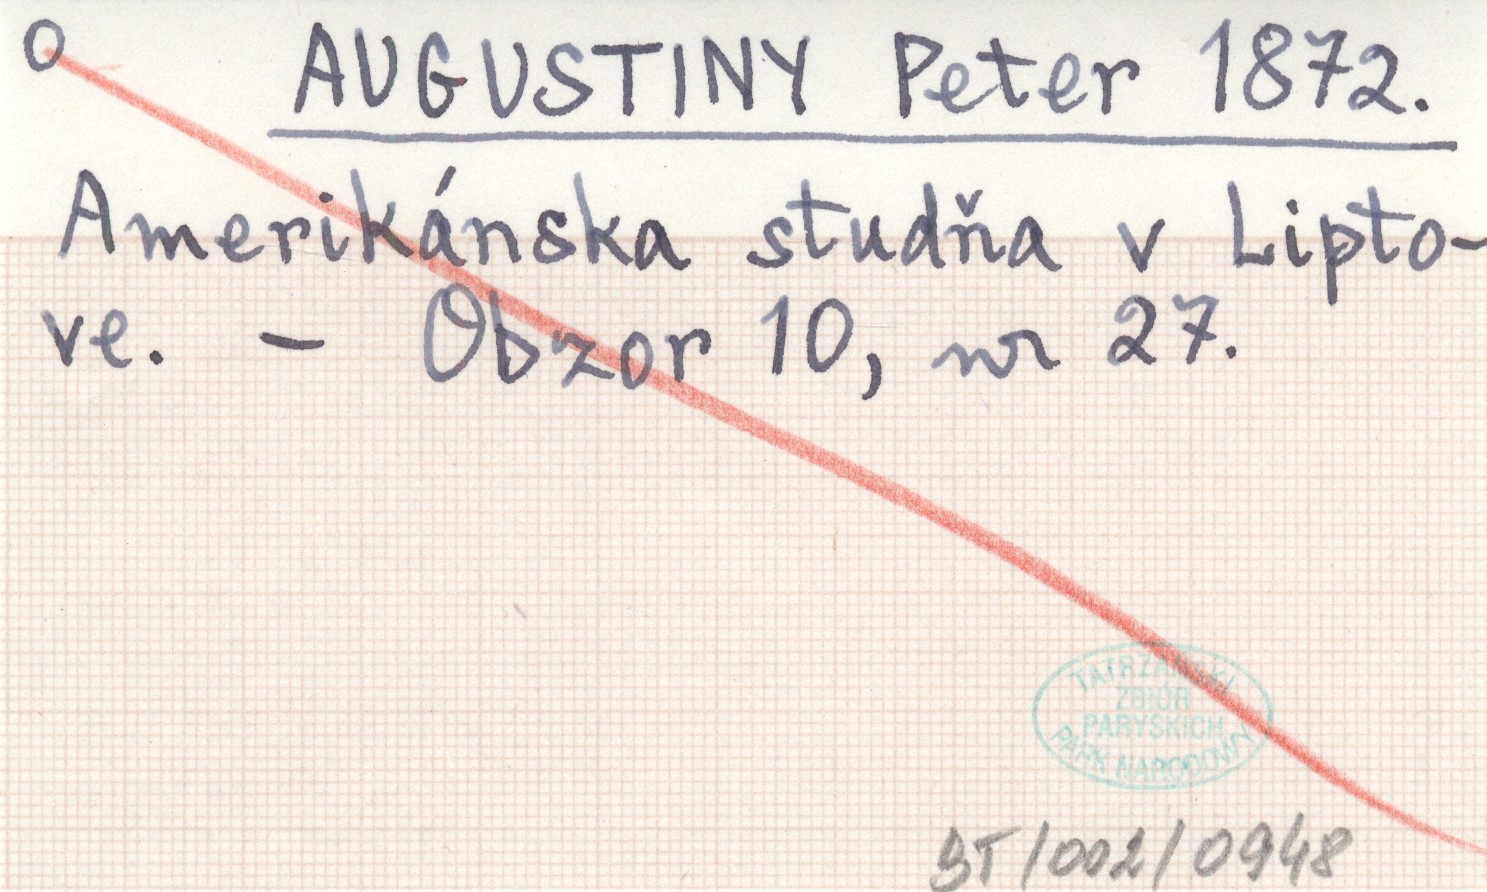 O AUGUSTINY Peter 1872.
Amerikánska studňa v Lipto-
ve. - Obzor 10, nr 27.
TATRZAŃSKI
ZBIÓR
PARYSKICH
PARK NARODOWY
BT/002/0948